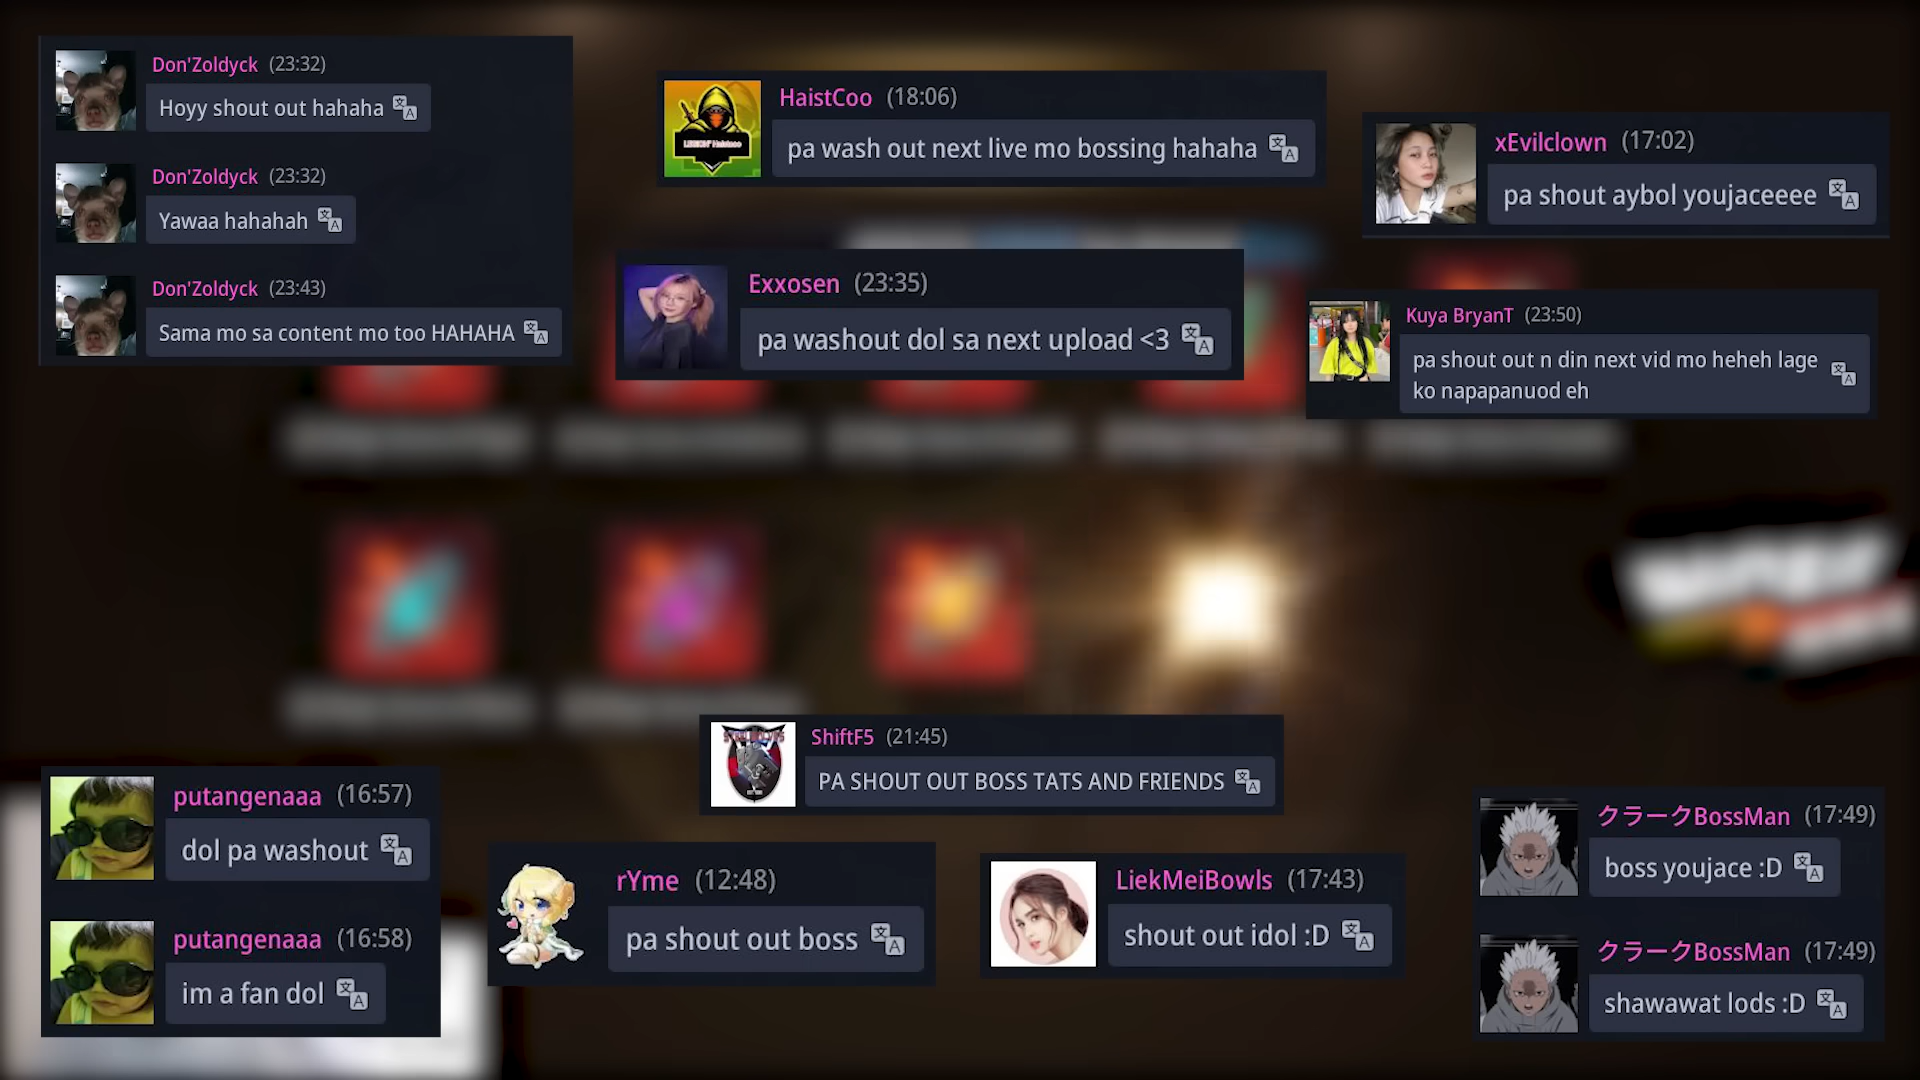 Don'Zoldyck (23:32)
Hoyy shout out hahaha
Don'Zoldyck (23:32)
Yawaa hahahah
Don'Zoldyck (23:43)
Sama mo sa content mo too HAHAHA
HaistCoo (18:06)
pa wash out next live mo bossing hahaha
xEvilclown (17:02)
pa shout aybol youjaceeee
Exxosen (23:35)
pa washout dol sa next upload <3
Kuya BryanT (23:50)
pa shout out n din next vid mo heheh lage
ko napapanuod eh
ShiftF5 (21:45)
PA SHOUT OUT BOSS TATS AND FRIENDS
putangenaaa (16:57)
dol pa washout
putangenaaa (16:58)
im a fan dol
rYme (12:48)
pa shout out boss
LiekMeiBowls (17:43)
shout out idol :D
クラークBossMan (17:49)
boss youjace :D
クラークBossMan (17:49)
shawawat lods :D